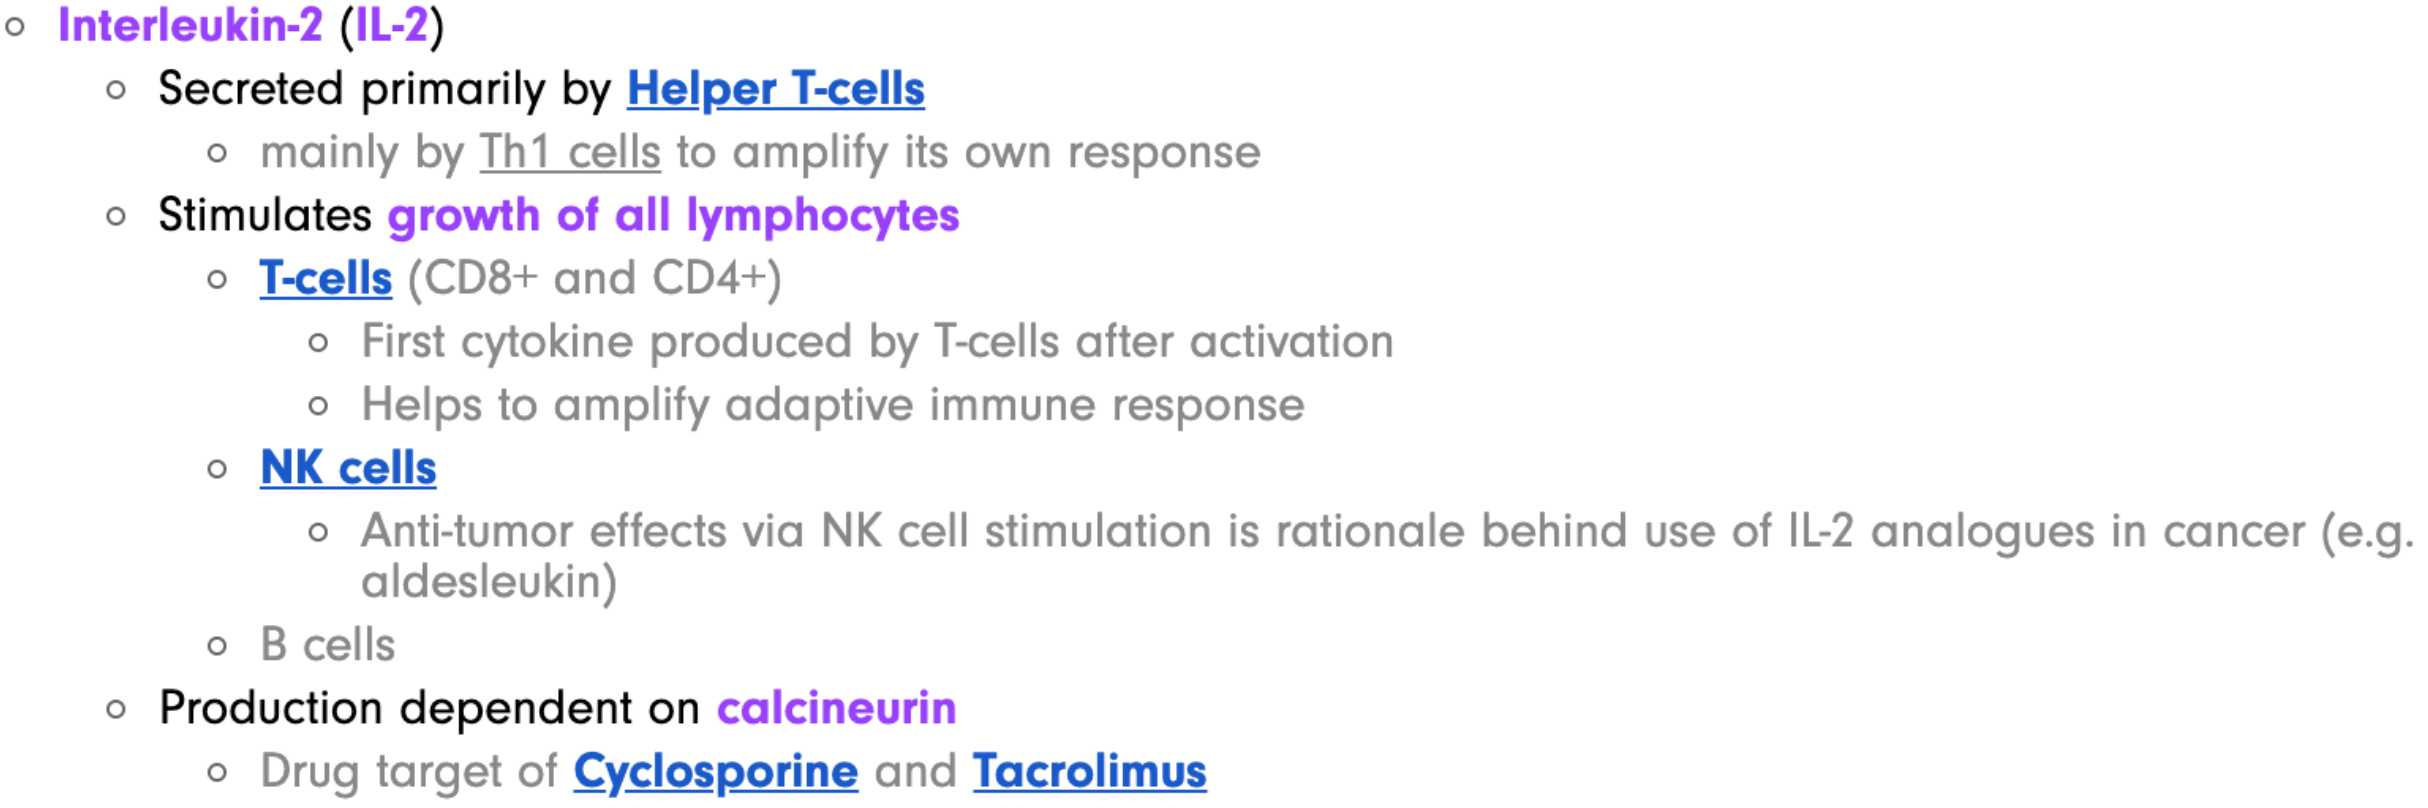 Interleukin-2 (IL-2)
Secreted primarily by Helper T-cells
mainly by Th1 cells to amplify its own response
Stimulates growth of all lymphocytes
T-cells (CD8+ and CD4+)
First cytokine produced by T-cells after activation
Helps to amplify adaptive immune response
NK cells
Anti-tumor effects via NK cell stimulation is rationale behind use of IL-2 analogues in cancer (e.g.
aldesleukin)
B cells
Production dependent on calcineurin
Drug target of Cyclosporine and Tacrolimus